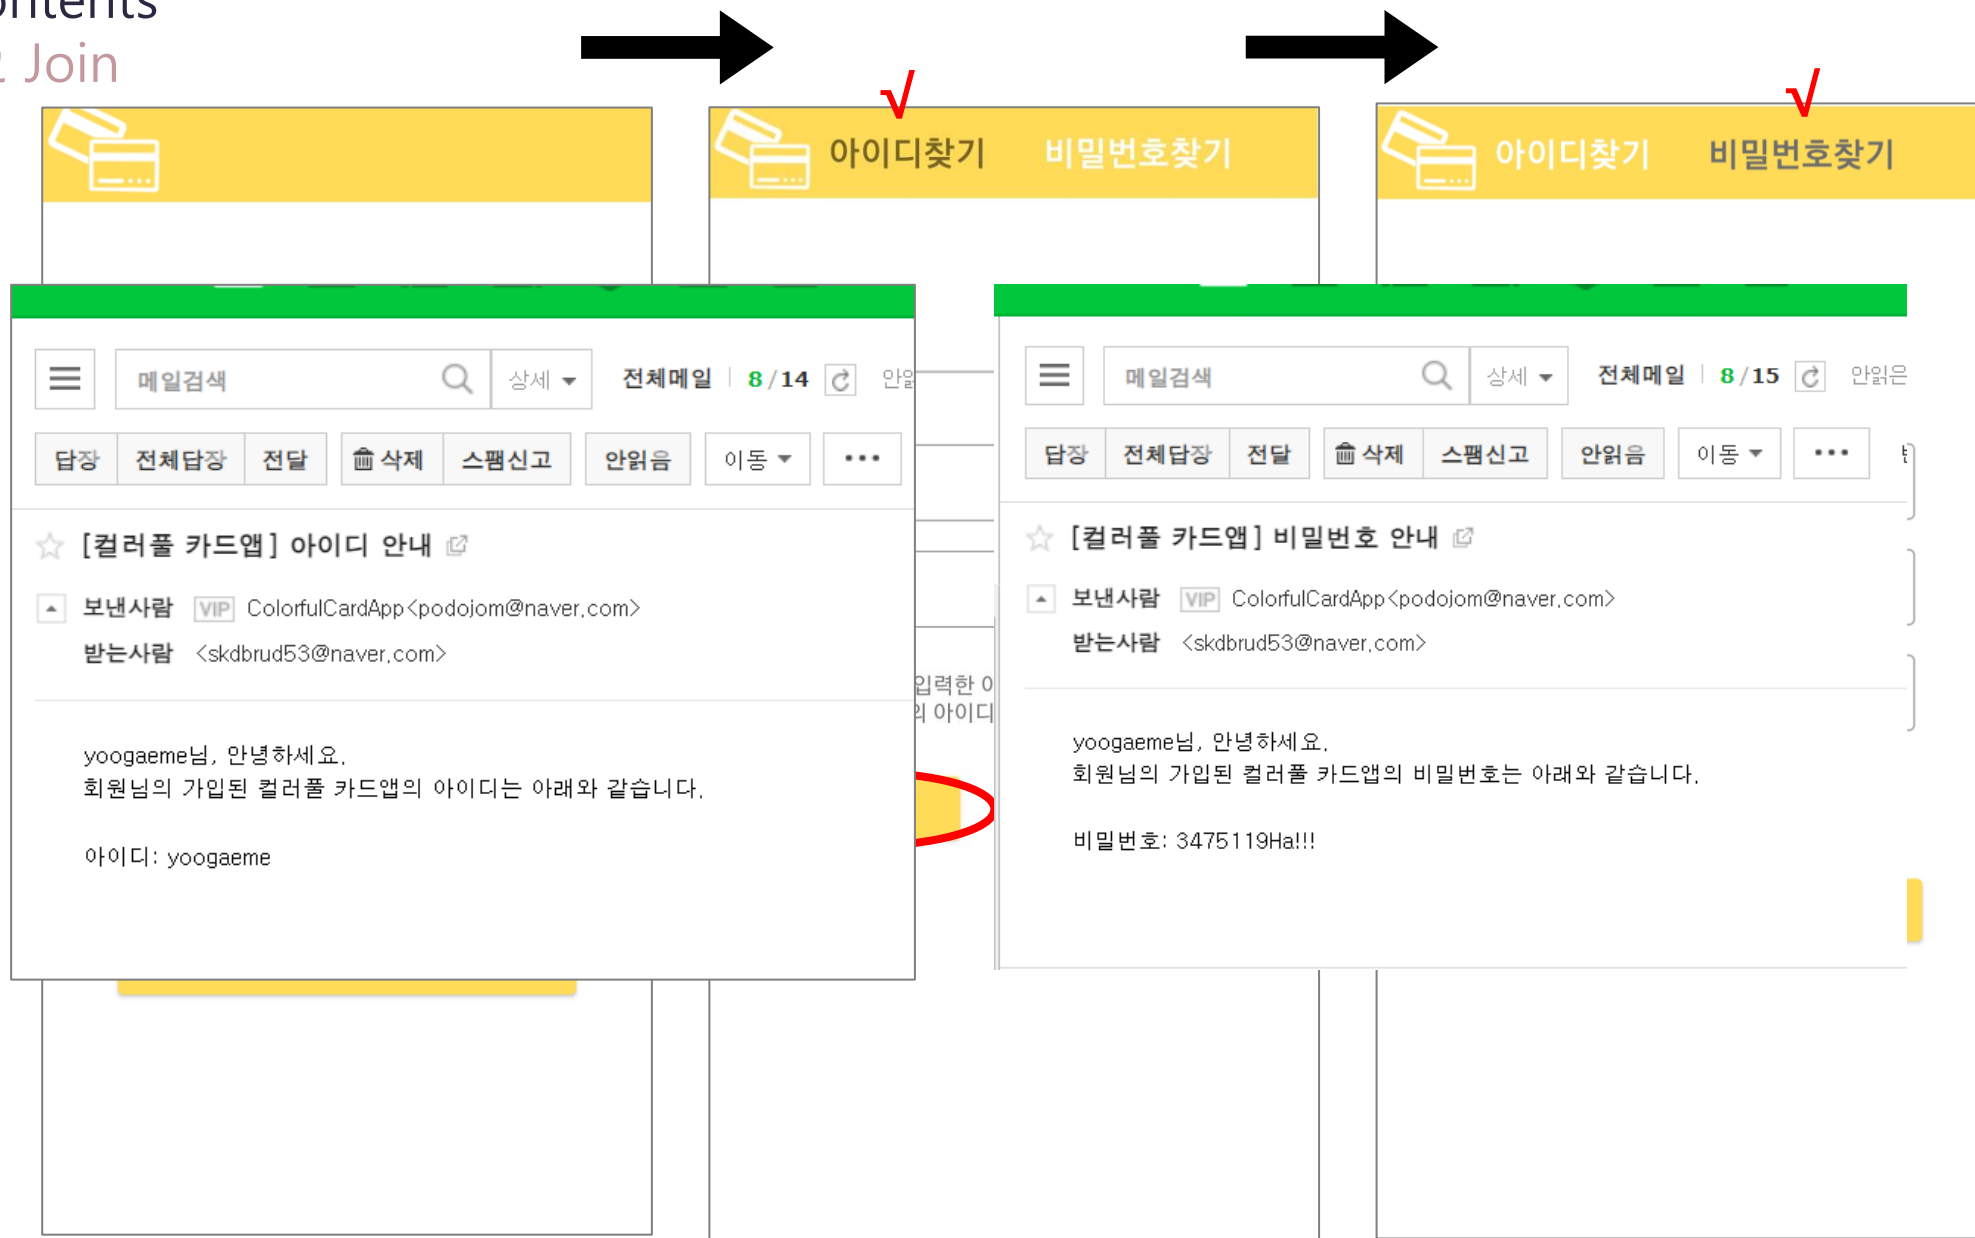 Join
아이디찾기 비밀번호찾기
아이디찾기 비밀번호찾기
메일검색 상세 전체메일 8/14
답장 전체답장 전달 삭제 스팸신고 안읽음 이동 •••
[컬러풀 카드앱] 아이디 안내
보낸사람 VIP ColorfulCardApp<podojom@naver.com>
받는사람 <skdbrud53@naver.com>
yoogaeme님, 안녕하세요.
회원님의 가입된 컬러풀 카드앱의 아이디는 아래와 같습니다.
아이디: yoogaeme
입력한
아이디
메일검색 상세 전체메일 8/15 안읽은
답장 전체답장 전달 삭제 스팸신고 안읽음 이동 •••
[컬러풀 카드앱] 비밀번호 안내
보낸사람 VIP ColorfulCardApp<podojom@naver.com>
받는사람 <skdbrud53@naver.com>
yoogaeme님, 안녕하세요.
회원님의 가입된 컬러풀 카드앱의 비밀번호는 아래와 같습니다.
비밀번호: 3475119Ha!!!